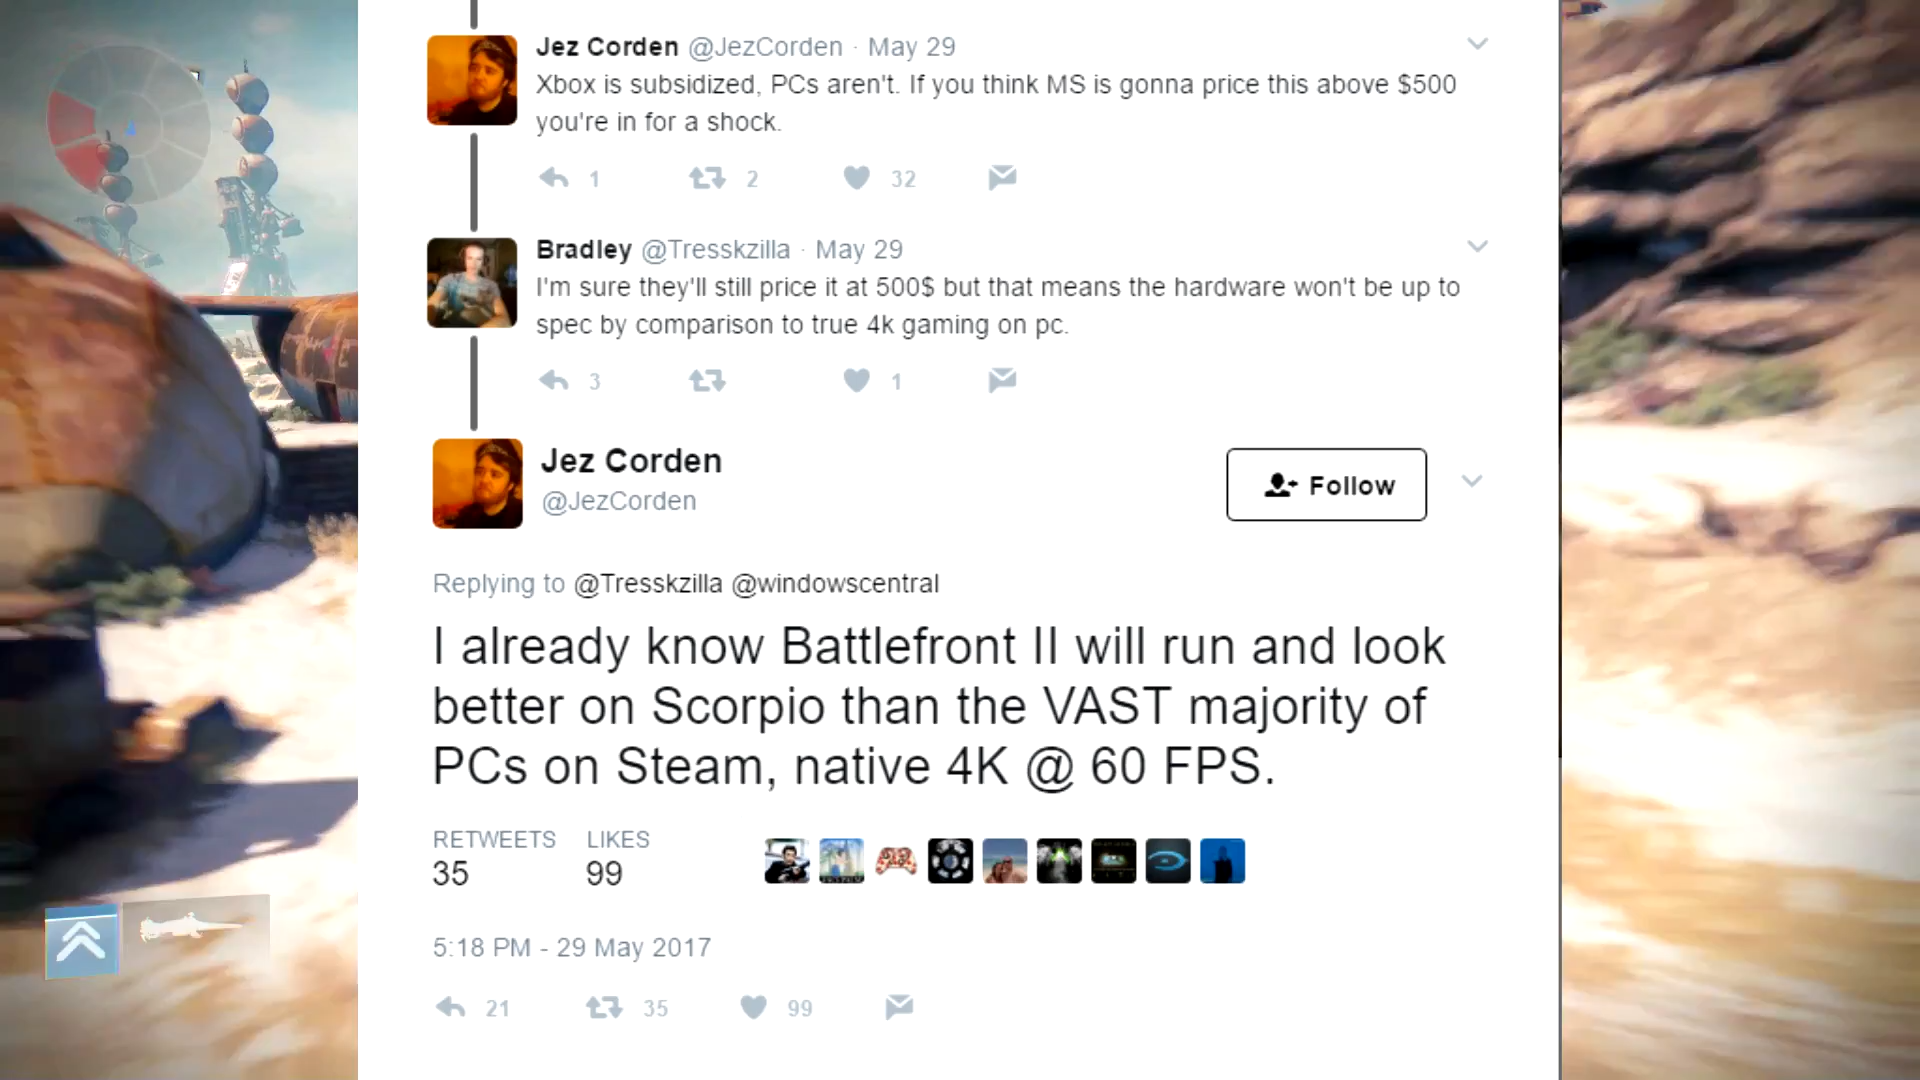 Jez Corden @JezCorden · May 29
Xbox is subsidized, PCs aren't. If you think MS is gonna price this above $500
you're in for a shock.
1 2 32
Bradley @Tresskzilla · May 29
I'm sure they'll still price it at 500$ but that means the hardware won't be up to
spec by comparison to true 4k gaming on pc.
3 1
Jez Corden
@JezCorden
Follow
Replying to @Tresskzilla @windowscentral
I already know Battlefront II will run and look
better on Scorpio than the VAST majority of
PCs on Steam, native 4K @ 60 FPS.
RETWEETS LIKES
35 99
5:18 PM - 29 May 2017
21 35 99